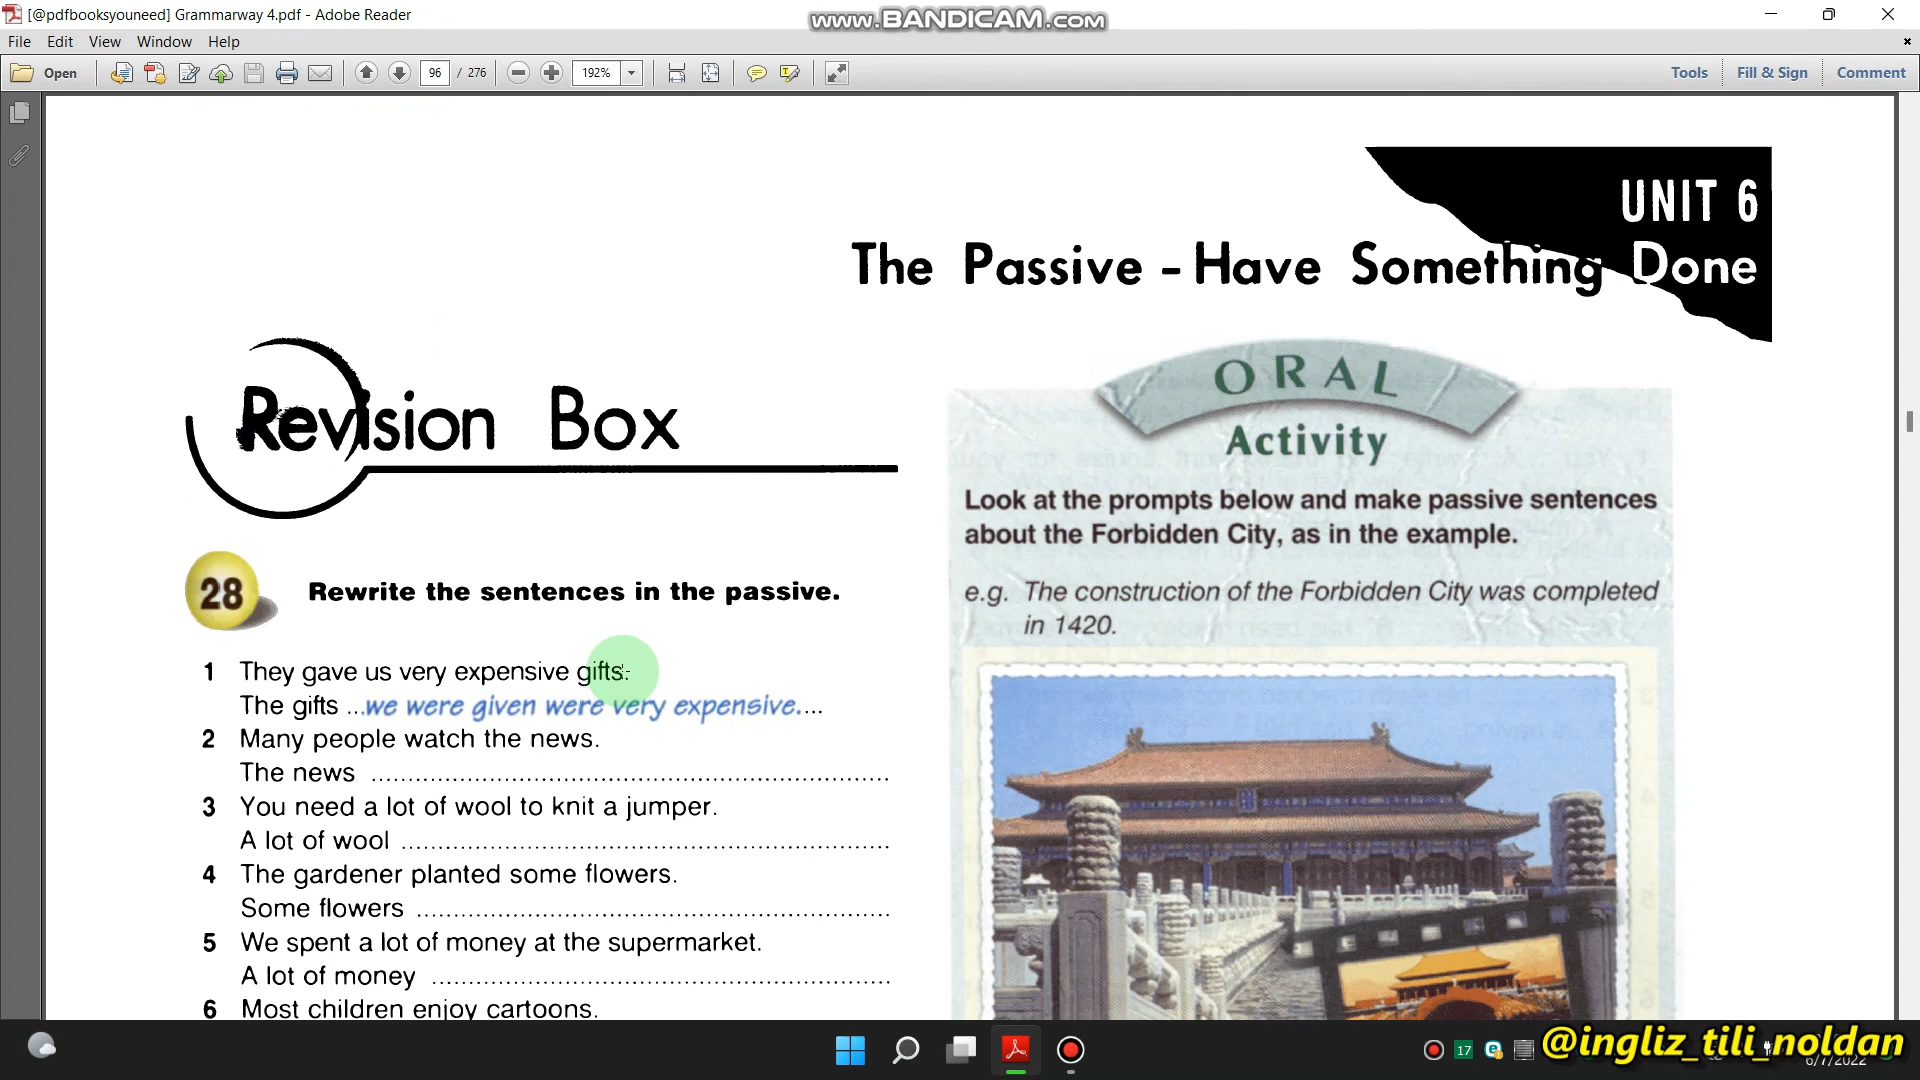 [@pdfbooksyouneed] Grammarway 4.pdf - Adobe Reader
www.BANDICAM.com
File Edit View Window Help
Open 96 / 276 192% Tools Fill & Sign Comment
UNIT 6
The Passive - Have Something Done
Revision Box
28 Rewrite the sentences in the passive.
1 They gave us very expensive gifts.
The gifts ...we were given were very expensive....
2 Many people watch the news.
The news ....................
3 You need a lot of wool to knit a jumper.
A lot of wool ....................
4 The gardener planted some flowers.
Some flowers ....................
5 We spent a lot of money at the supermarket.
A lot of money ....................
6 Most children enjoy cartoons.
ORAL
Activity
Look at the prompts below and make passive sentences
about the Forbidden City, as in the example.
e.g. The construction of the Forbidden City was completed
in 1420.
17
@ingliz_tili_noldan
6/7/2022